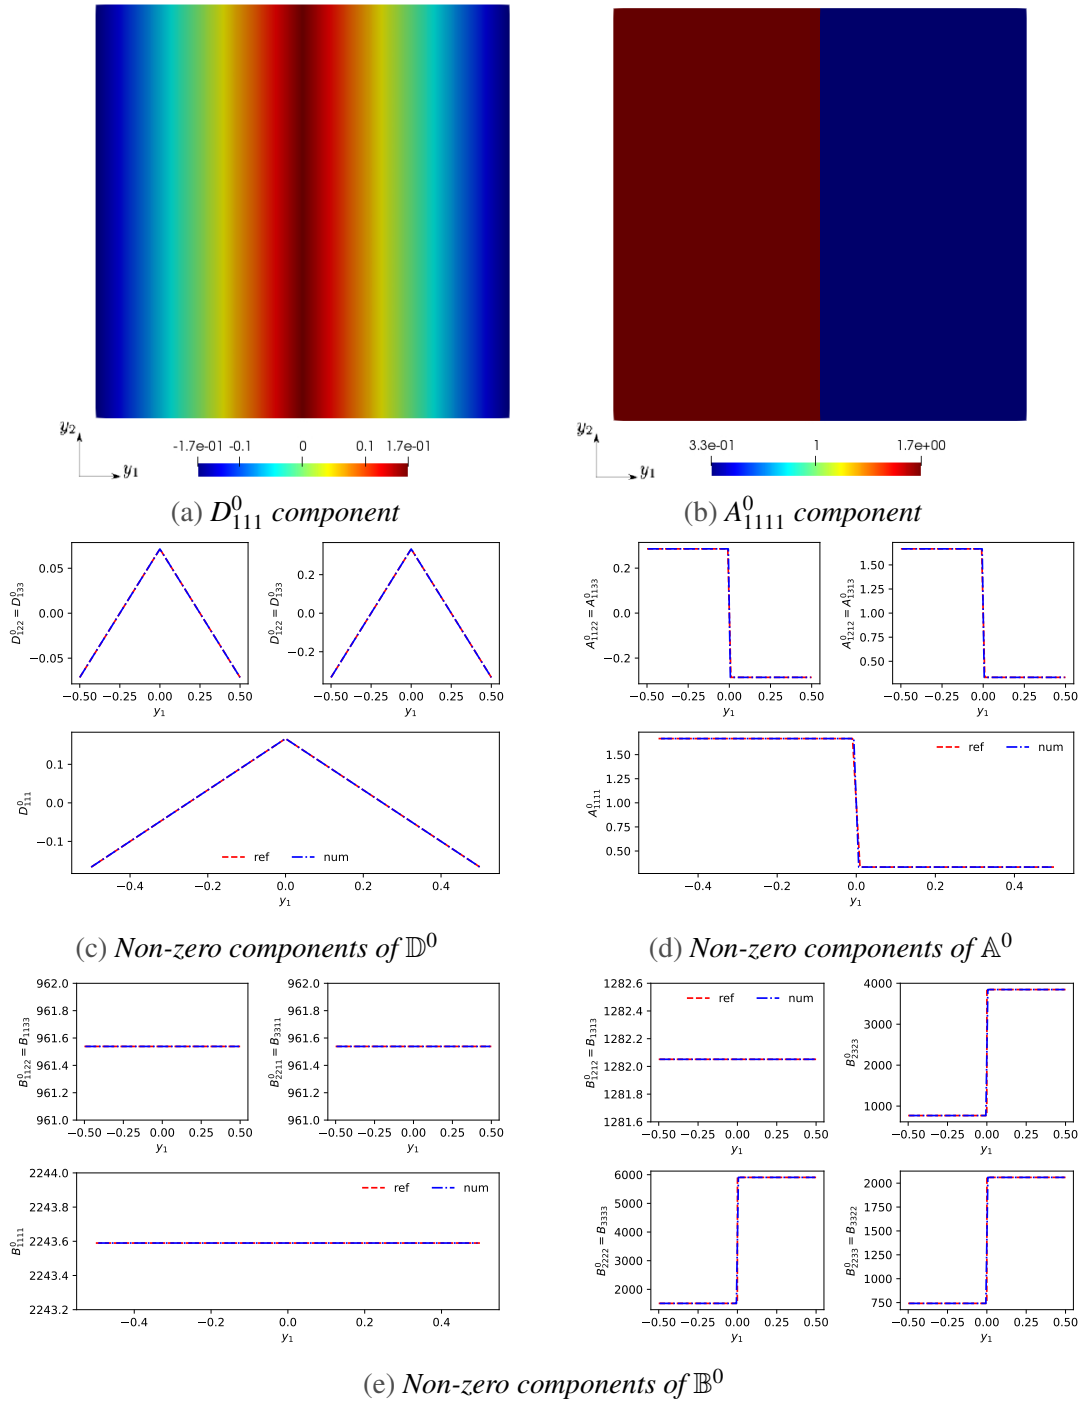 y₂
y₁
-1.7e-01 -0.1 0 0.1 1.7e-01
(a) D⁰₁₁₁ component
y₂
y₁
3.3e-01 1 1.7e+00
(b) A⁰₁₁₁₁ component
D⁰₁₂₂ = D⁰₁₃₃
0.05
0.00
−0.05
−0.50 −0.25 0.00 0.25 0.50
y₁
D⁰₁₂₂ = D⁰₁₃₃
0.2
0.0
−0.2
−0.50 −0.25 0.00 0.25 0.50
y₁
D⁰₁₁₁
0.1
0.0
−0.1
ref num
−0.4 −0.2 0.0 0.2 0.4
y₁
(c) Non-zero components of 𝔻⁰
A⁰₁₁₂₂ = A⁰₁₁₃₃
0.2
0.0
−0.2
−0.50 −0.25 0.00 0.25 0.50
y₁
A⁰₁₂₁₂ = A⁰₁₃₁₃
1.50
1.25
1.00
0.75
0.50
−0.50 −0.25 0.00 0.25 0.50
y₁
A⁰₁₁₁₁
1.50
1.25
1.00
0.75
0.50
ref num
−0.4 −0.2 0.0 0.2 0.4
y₁
(d) Non-zero components of 𝔸⁰
B⁰₁₁₂₂ = B₁₁₃₃
962.0
961.8
961.6
961.4
961.2
961.0
−0.50 −0.25 0.00 0.25 0.50
y₁
B⁰₂₂₁₁ = B₃₃₁₁
962.0
961.8
961.6
961.4
961.2
961.0
−0.50 −0.25 0.00 0.25 0.50
y₁
B⁰₁₁₁₁
2244.0
2243.8
2243.6
2243.4
2243.2
ref num
−0.4 −0.2 0.0 0.2 0.4
y₁
B⁰₁₂₁₂ = B₁₃₁₃
1282.6
1282.4
1282.2
1282.0
1281.8
1281.6
ref num
−0.50 −0.25 0.00 0.25 0.50
y₁
B⁰₂₃₂₃
4000
3000
2000
1000
−0.50 −0.25 0.00 0.25 0.50
y₁
B⁰₂₂₂₂ = B₃₃₃₃
6000
5000
4000
3000
2000
−0.50 −0.25 0.00 0.25 0.50
y₁
B⁰₂₂₃₃ = B₃₃₂₂
2000
1750
1500
1250
1000
750
−0.50 −0.25 0.00 0.25 0.50
y₁
(e) Non-zero components of 𝔹⁰